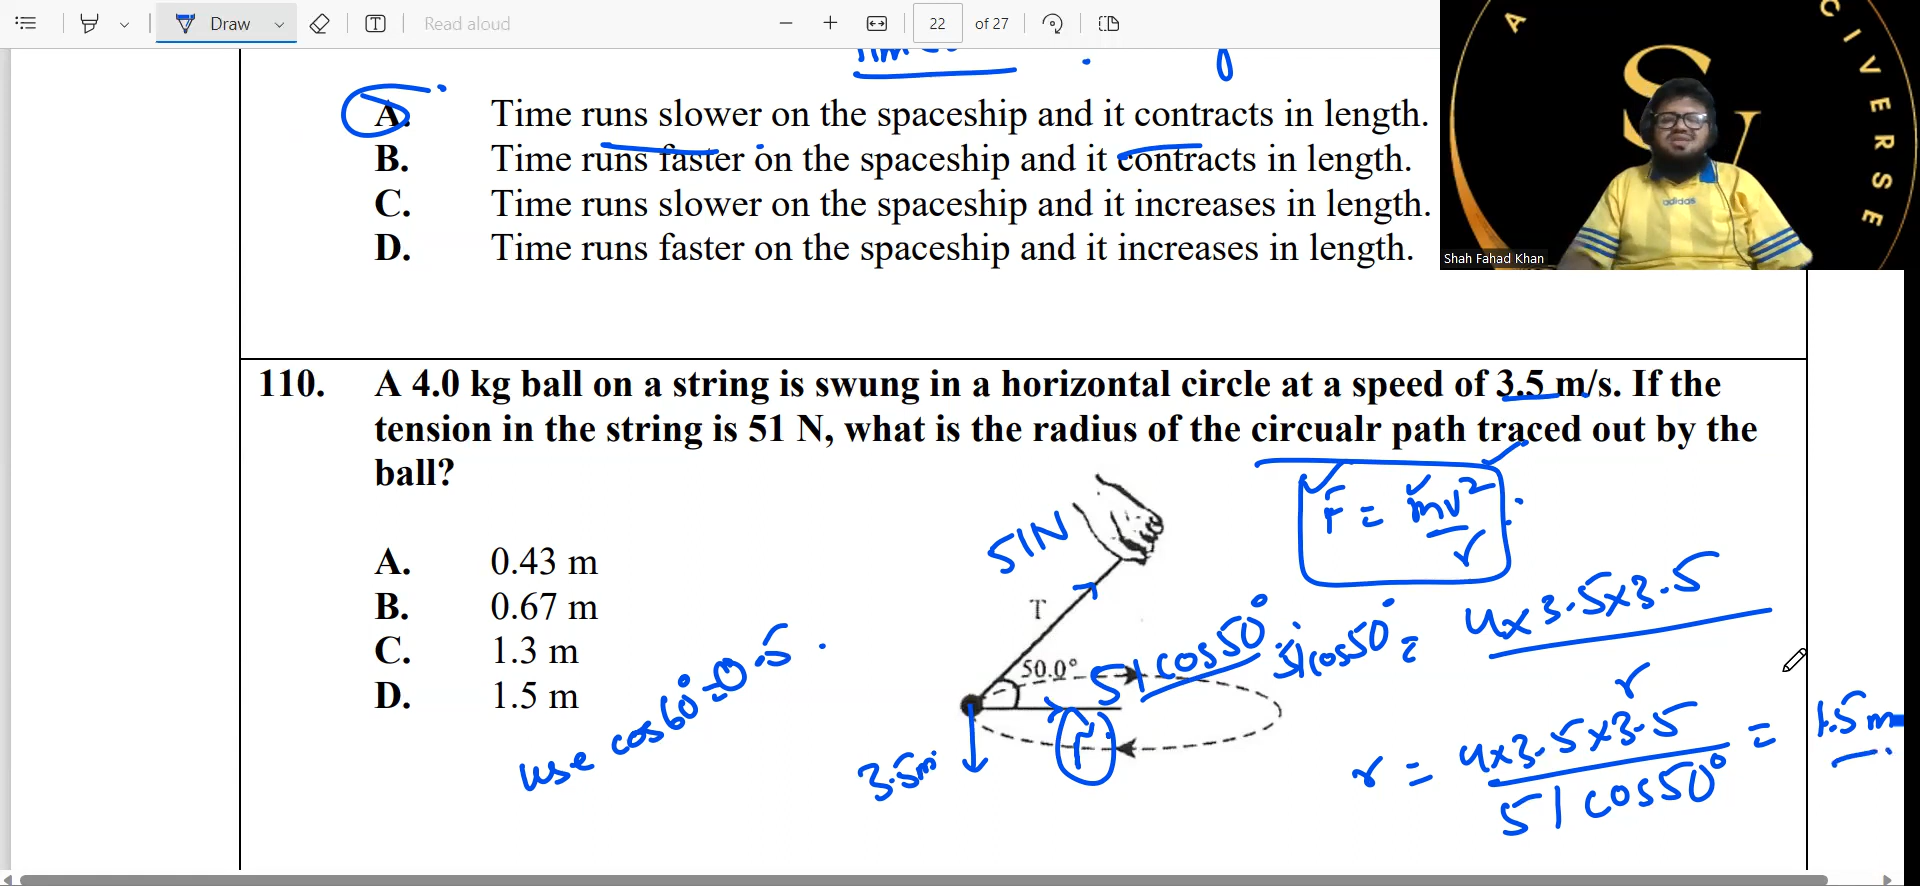 Draw
Read aloud
22
of 27
A
CIVERSE
S
V
adidas
Shah Fahad Khan
A. Time runs slower on the spaceship and it contracts in length.
B. Time runs faster on the spaceship and it contracts in length.
C. Time runs slower on the spaceship and it increases in length.
D. Time runs faster on the spaceship and it increases in length.
110. A 4.0 kg ball on a string is swung in a horizontal circle at a speed of 3.5 m/s. If the
tension in the string is 51 N, what is the radius of the circualr path traced out by the
ball?
F = mv²
r
51N
A. 0.43 m
B. 0.67 m
C. 1.3 m
D. 1.5 m
T
50.0°
51 cos50°
51cos50° =
4x3.5x3.5
r
use cos60=0.5
3.5m
r
r = 4x3.5x3.5
51 cos50°
= 1.5m